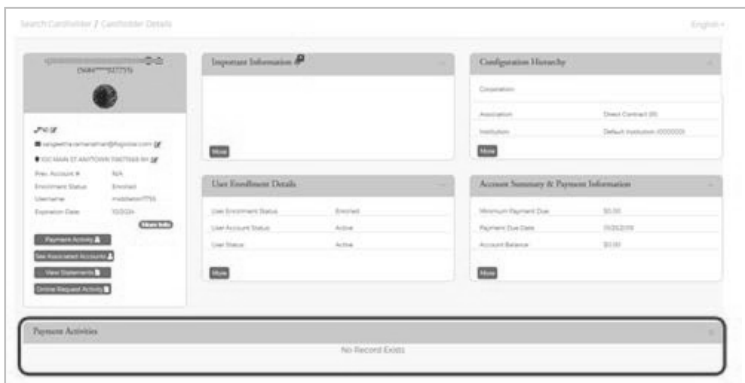 Search Cardholder / Cardholder Details
English
Important Information
More
Configuration Hierarchy
Corporation
Association Direct Contract (91)
Institution Default Institution (000000)
More
Prev. Account # N/A
Enrollment Status Enrolled
Username
Expiration Date
More Info
Payment Activity
See Associated Accounts
View Statements
Online Request Activity
User Enrollment Details
User Enrollment Status Enrolled
User Account Status Active
User Status Active
More
Account Summary & Payment Information
Minimum Payment Due $0.00
Payment Due Date
Account Balance $0.00
More
Payment Activities
No Record Exists